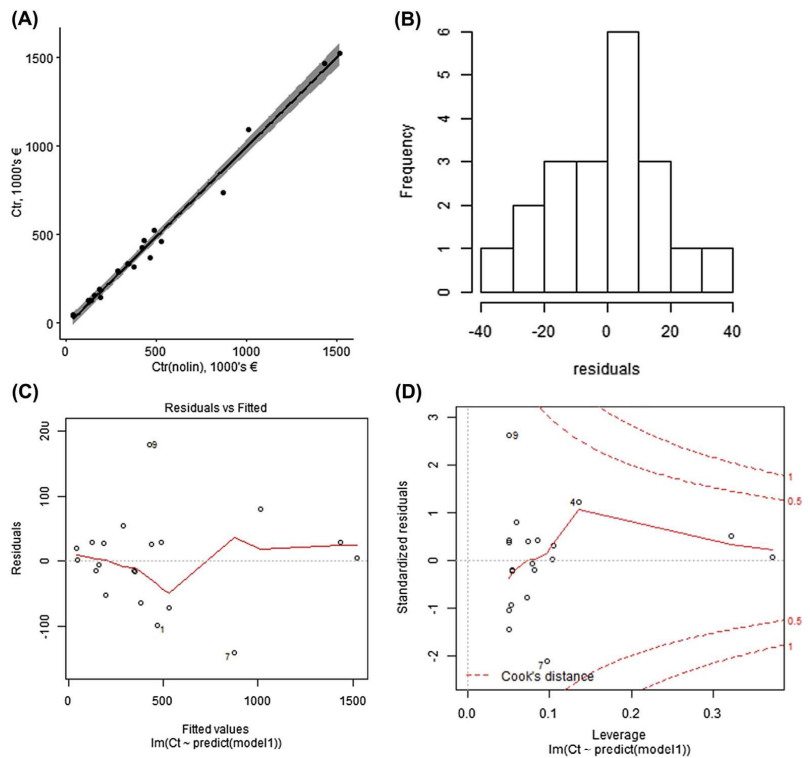 (A)
1500
1000
500
0
Ctr, 1000's €
0 500 1000 1500
Ctr(nolin), 1000's €
(B)
6
5
4
3
2
1
0
Frequency
-40 -20 0 20 40
residuals
(C)
Residuals vs Fitted
200
100
0
-100
Residuals
9
1
7
0 500 1000 1500
Fitted values
lm(Ct ~ predict(model1))
(D)
3
2
1
0
-1
-2
Standardized residuals
9
4
7
1
0.5
0.5
1
Cook's distance
0.0 0.1 0.2 0.3
Leverage
lm(Ct ~ predict(model1))